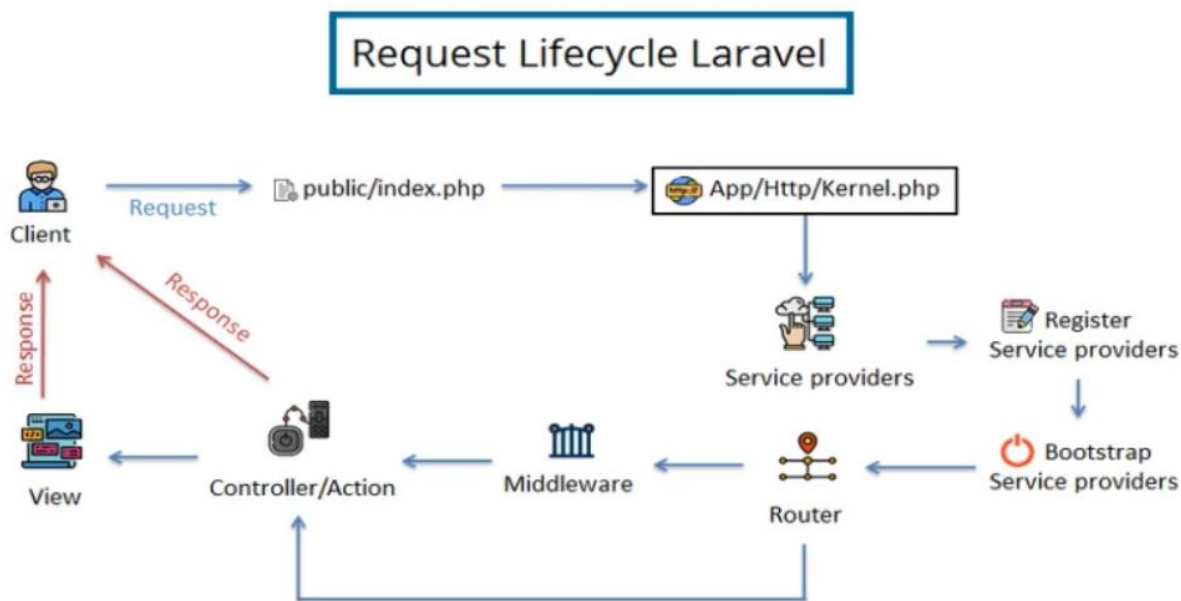 Request Lifecycle Laravel
Client
Request
public/index.php
http://
App/Http/Kernel.php
Service providers
Register
Service providers
Bootstrap
Service providers
Router
Middleware
Controller/Action
View
Response
Response